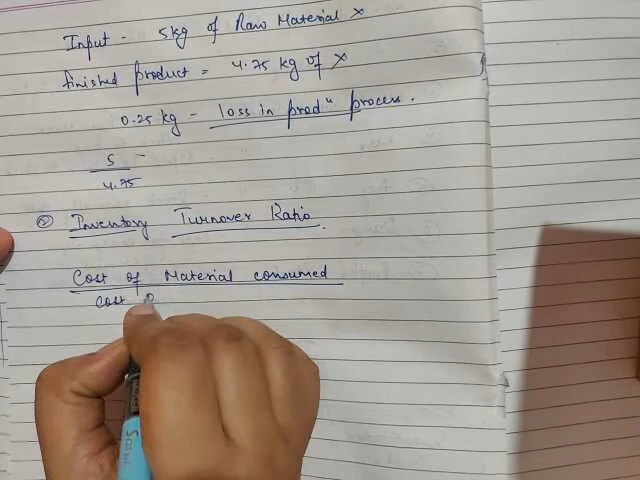 Input - 5kg of Raw Material X
finished product = 4.75 kg of X
0.25 kg - loss in prodⁿ process.
5 -
4.75
Inventory Turnover Ratio
Cost of Material consumed
cost o